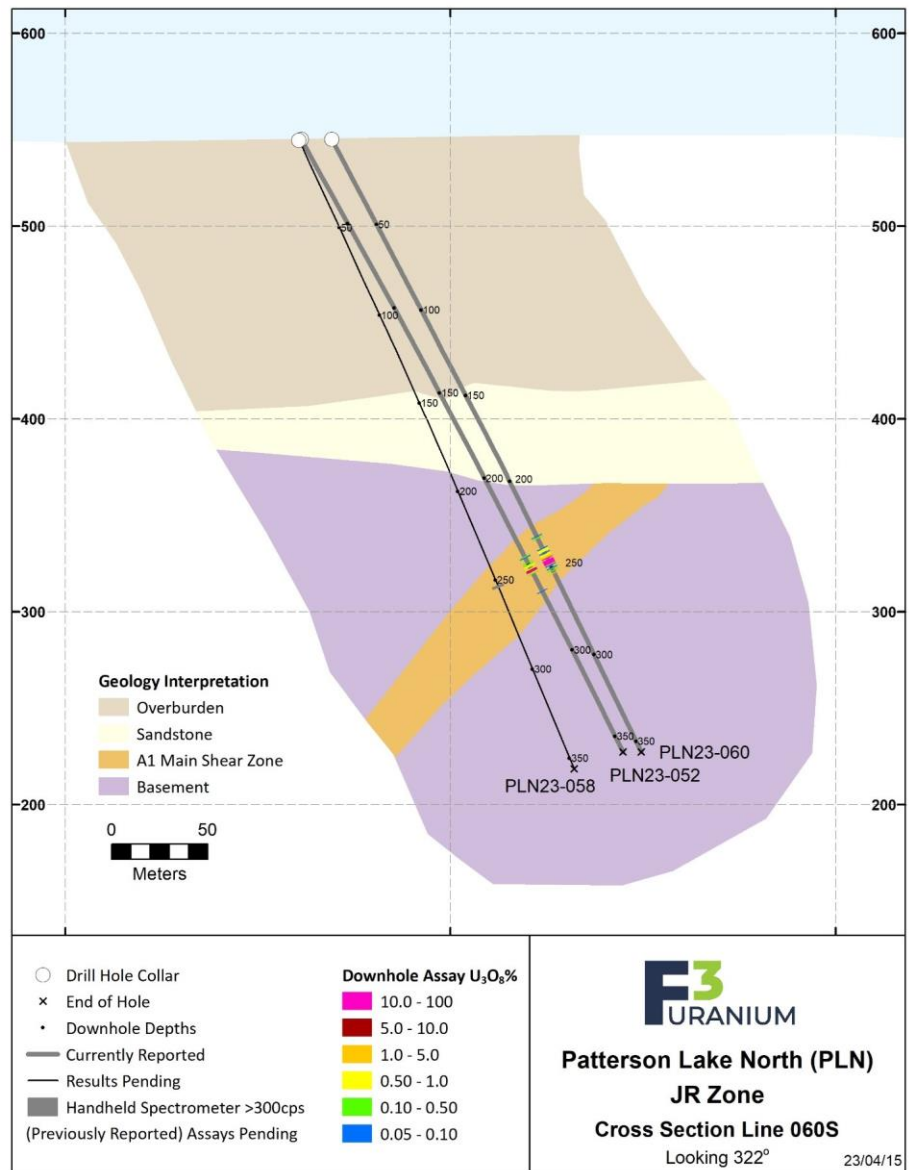 600
600
500
500
400
400
300
300
200
200
50
50
100
100
150
150
150
200
200
200
250
250
300
300
300
350
350
350
PLN23-060
PLN23-052
PLN23-058
Geology Interpretation
Overburden
Sandstone
A1 Main Shear Zone
Basement
0 50
Meters
Drill Hole Collar
End of Hole
Downhole Depths
Currently Reported
Results Pending
Handheld Spectrometer >300cps
(Previously Reported) Assays Pending
Downhole Assay U₃O₈%
10.0 - 100
5.0 - 10.0
1.0 - 5.0
0.50 - 1.0
0.10 - 0.50
0.05 - 0.10
F3
URANIUM
Patterson Lake North (PLN)
JR Zone
Cross Section Line 060S
Looking 322°
23/04/15